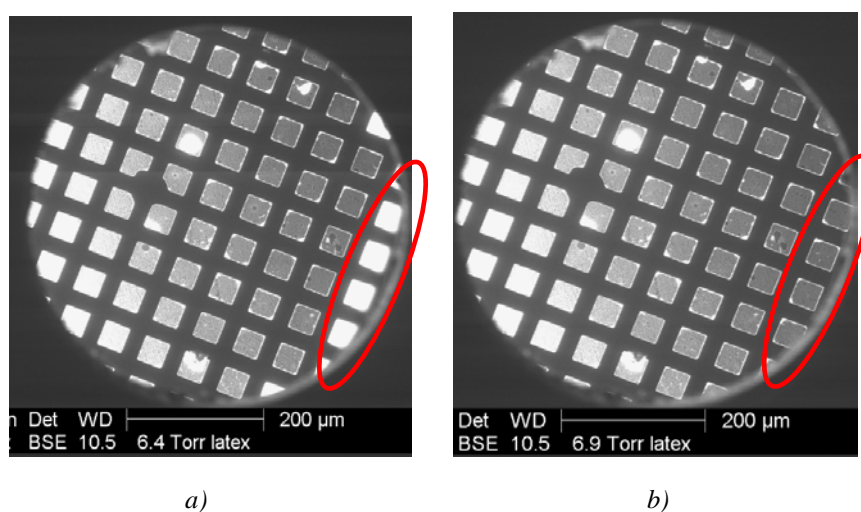 n Det WD 200 µm
BSE 10.5 6.4 Torr latex
Det WD 200 µm
BSE 10.5 6.9 Torr latex
a)
b)